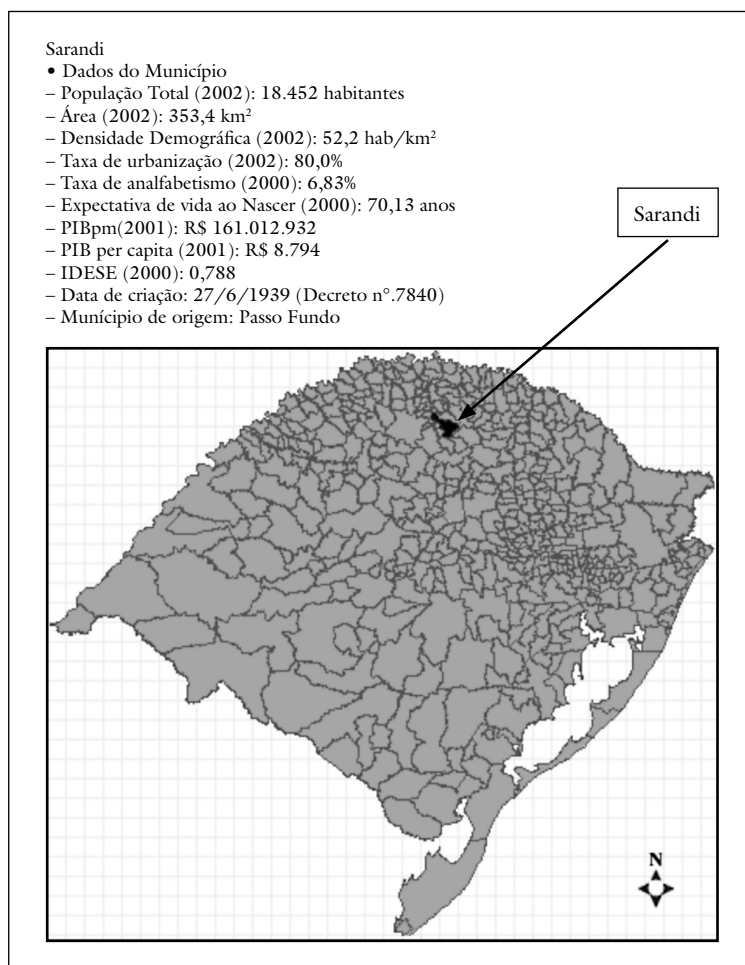 Sarandi
• Dados do Município
– População Total (2002): 18.452 habitantes
– Área (2002): 353,4 km²
– Densidade Demográfica (2002): 52,2 hab/km²
– Taxa de urbanização (2002): 80,0%
– Taxa de analfabetismo (2000): 6,83%
– Expectativa de vida ao Nascer (2000): 70,13 anos
– PIBpm(2001): R$ 161.012.932
– PIB per capita (2001): R$ 8.794
– IDESE (2000): 0,788
– Data de criação: 27/6/1939 (Decreto n°.7840)
– Munícipio de origem: Passo Fundo
Sarandi
N